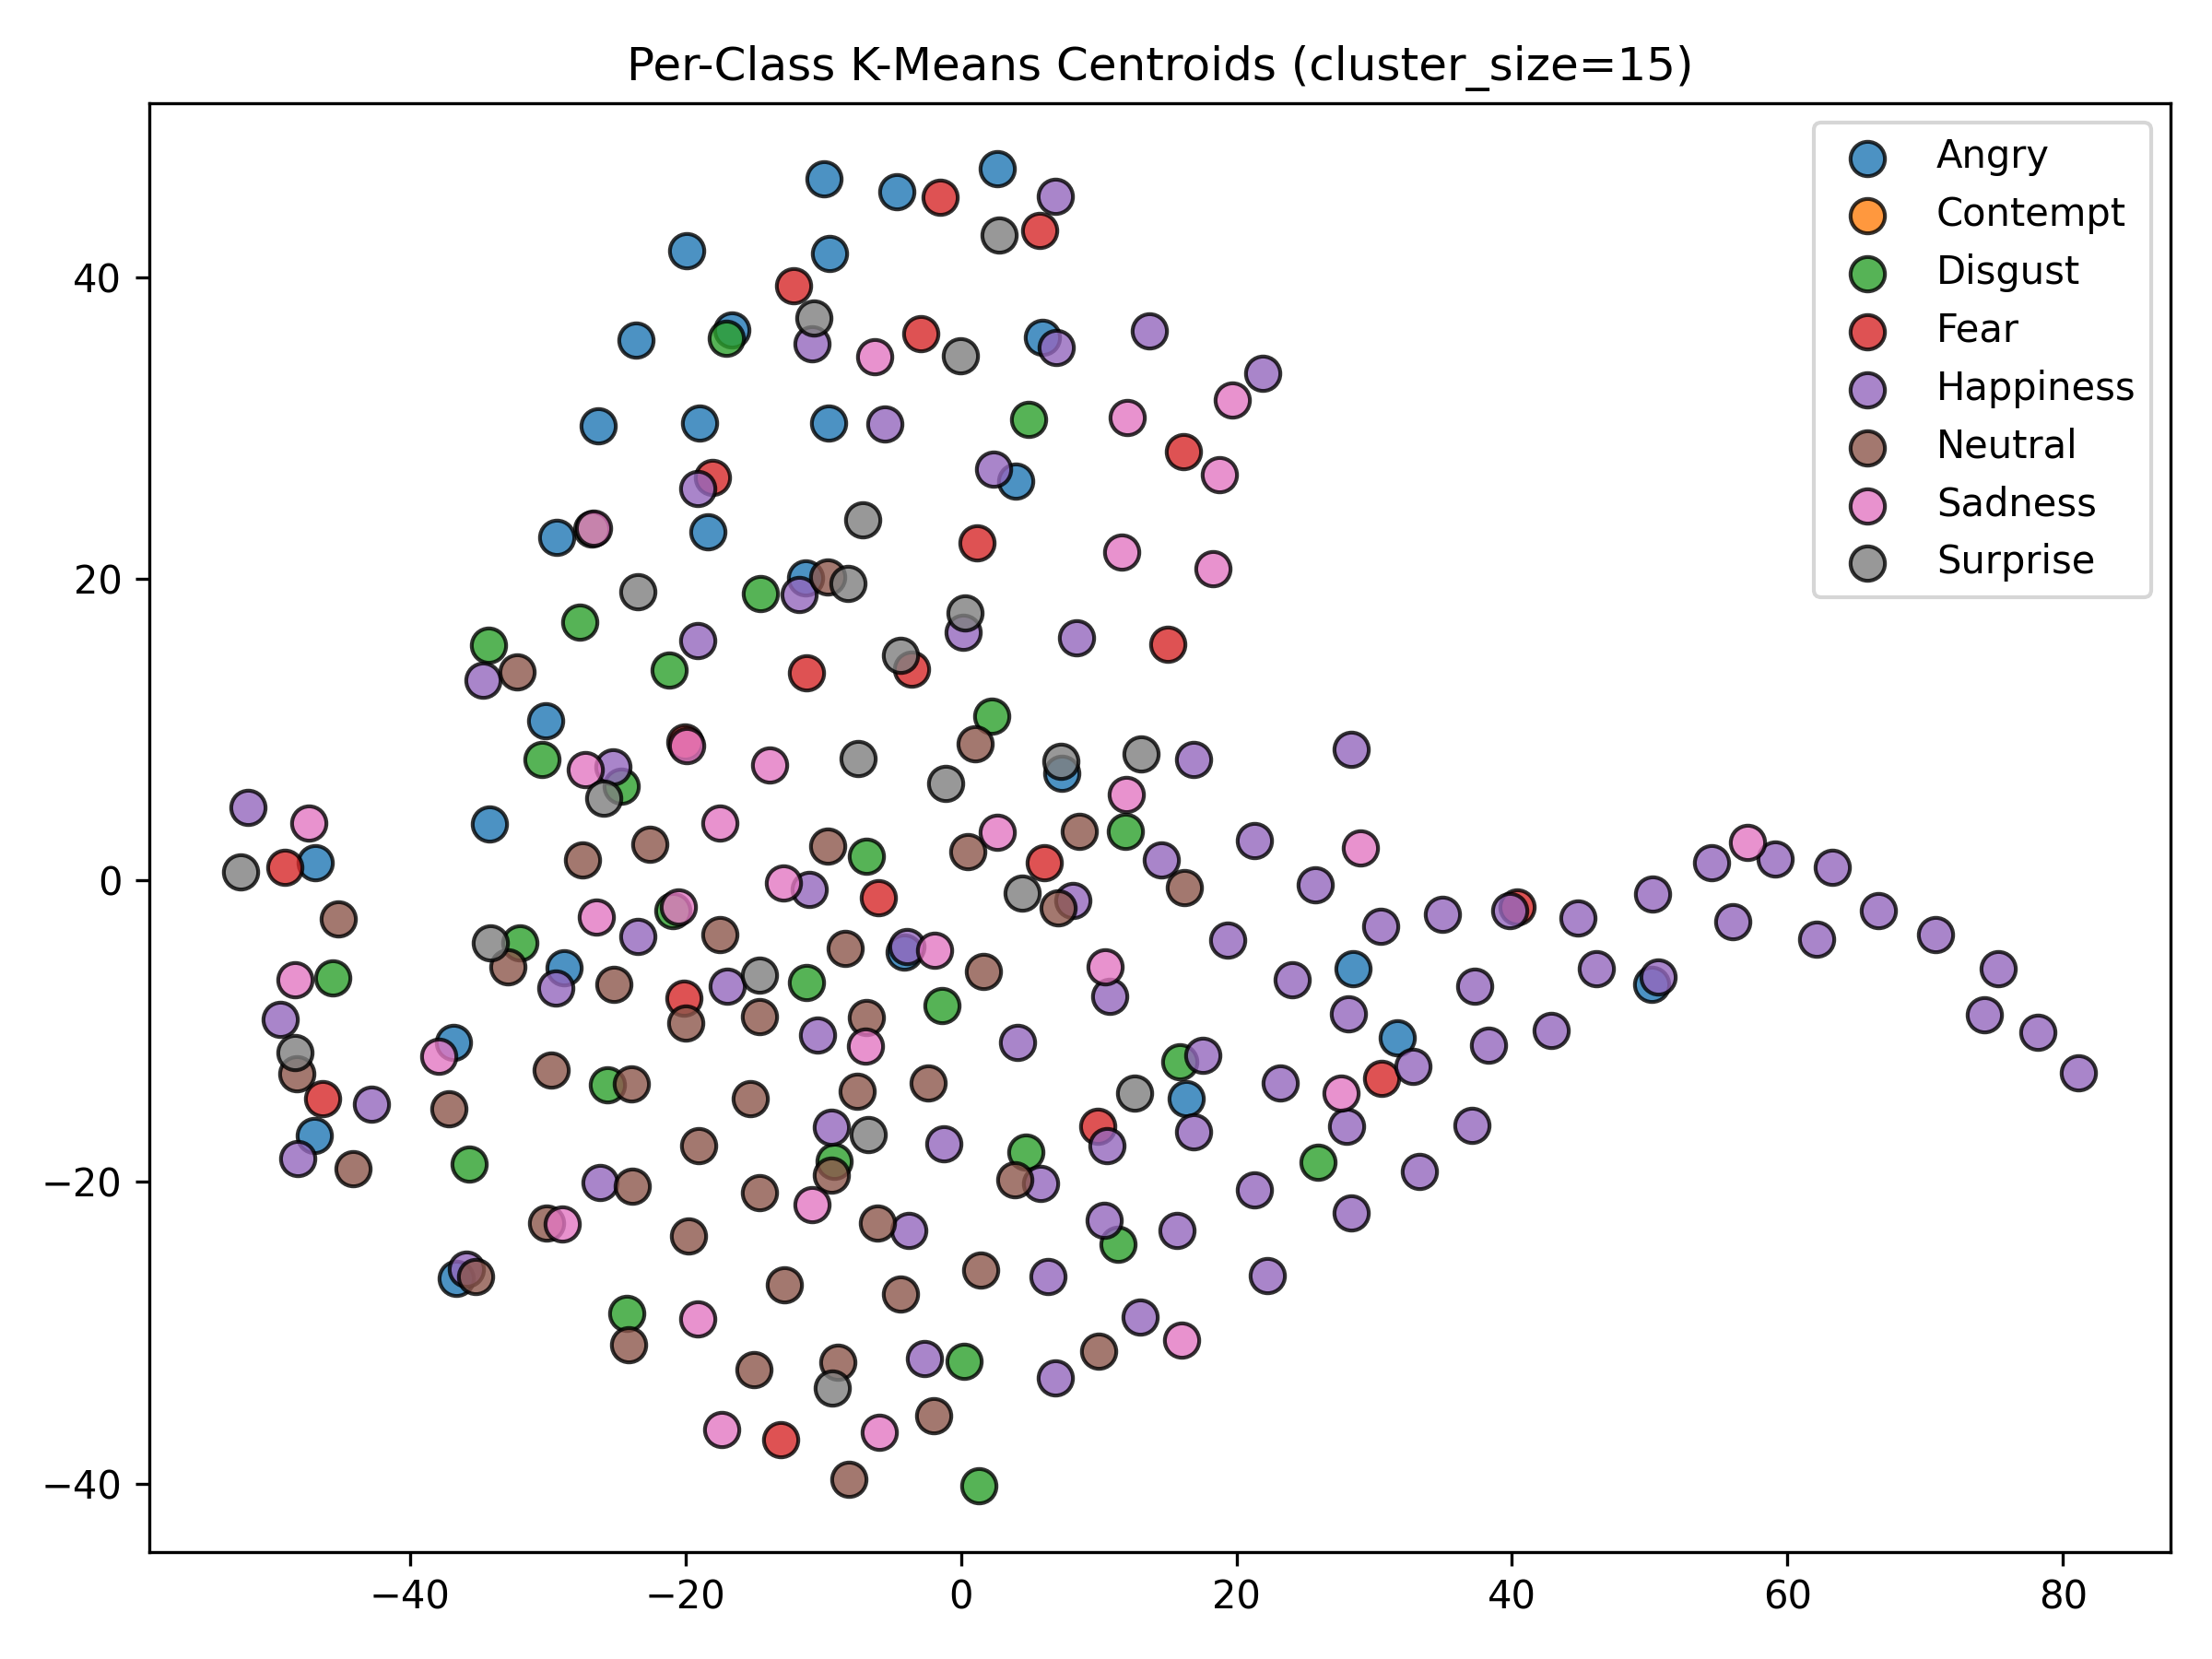 Per-Class K-Means Centroids (cluster_size=15)
Angry
Contempt
Disgust
Fear
Happiness
Neutral
Sadness
Surprise
40
20
0
−20
−40
−40 −20 0 20 40 60 80